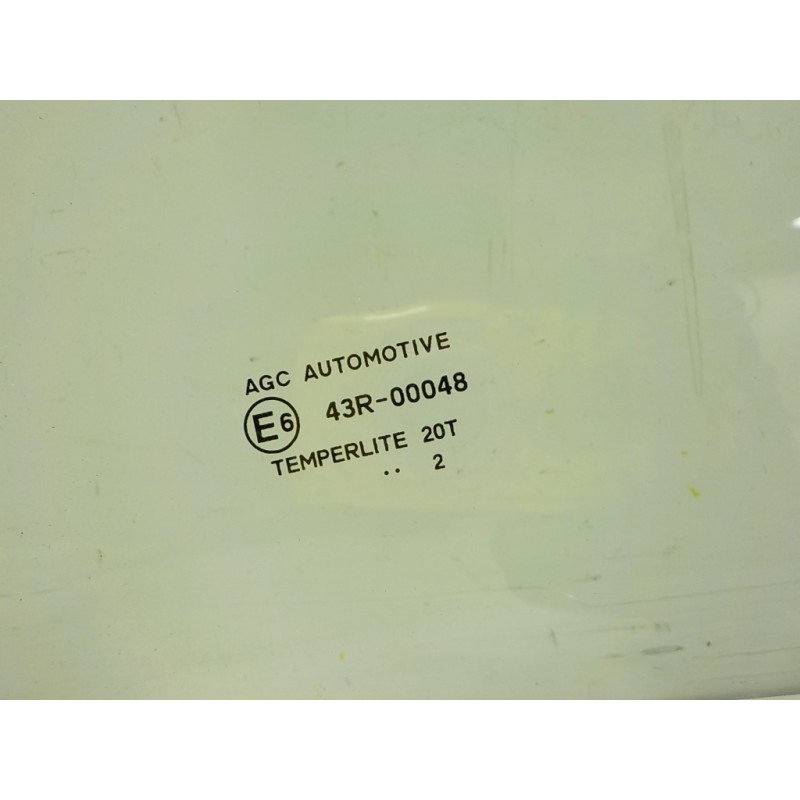 AGC AUTOMOTIVE
E6 43R-00048
TEMPERLITE 20T
.. 2